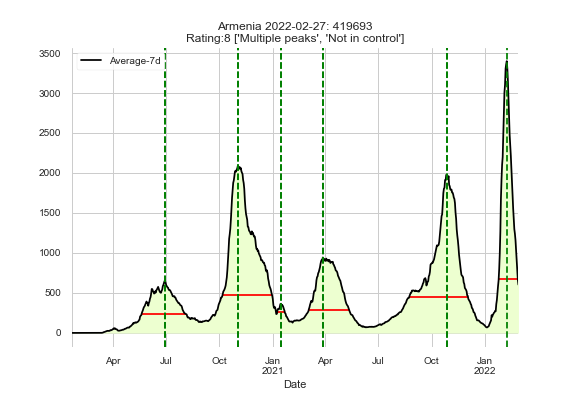 Armenia 2022-02-27: 419693
Rating:8 ['Multiple peaks', 'Not in control']
Average-7d
3500
3000
2500
2000
1500
1000
500
0
Apr Jul Oct Jan Apr Jul Oct Jan
2021 2022
Date